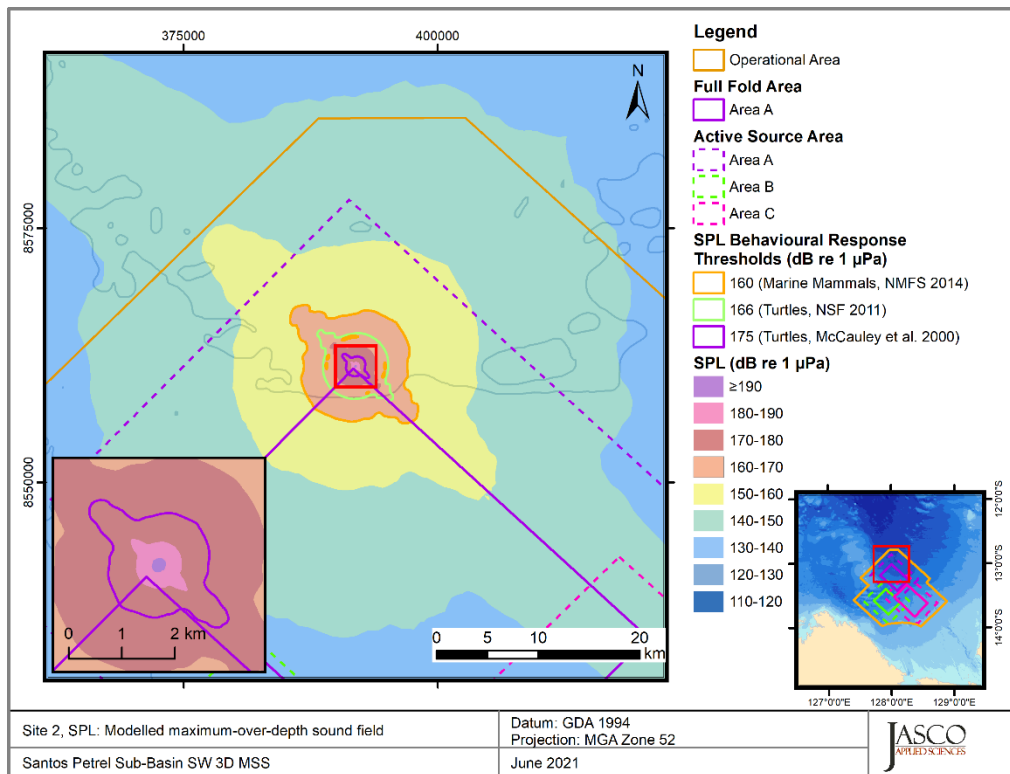 375000
400000
8575000
8555000
N
0
1
2
km
0
5
10
20
km
Legend
Operational Area
Full Fold Area
Area A
Active Source Area
Area A
Area B
Area C
SPL Behavioural Response
Thresholds (dB re 1 µPa)
160 (Marine Mammals, NMFS 2014)
166 (Turtles, NSF 2011)
175 (Turtles, McCauley et al. 2000)
SPL (dB re 1 µPa)
≥190
180-190
170-180
160-170
150-160
140-150
130-140
120-130
110-120
12°0'0"S
13°0'0"S
14°0'0"S
127°0'0"E
128°0'0"E
129°0'0"E
Site 2, SPL: Modelled maximum-over-depth sound field
Datum: GDA 1994
Projection: MGA Zone 52
Santos Petrel Sub-Basin SW 3D MSS
June 2021
JASCO
APPLIED SCIENCES